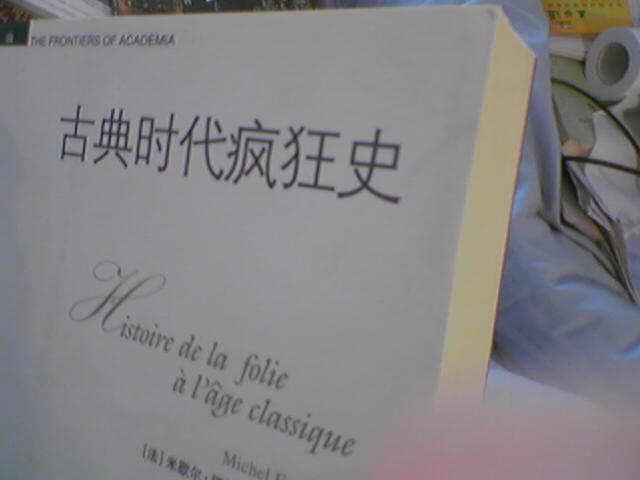 THE FRONTIERS OF ACADEMIA
古典时代疯狂史
Histoire de la folie
à l'âge classique
Michel
[法]米歇尔·